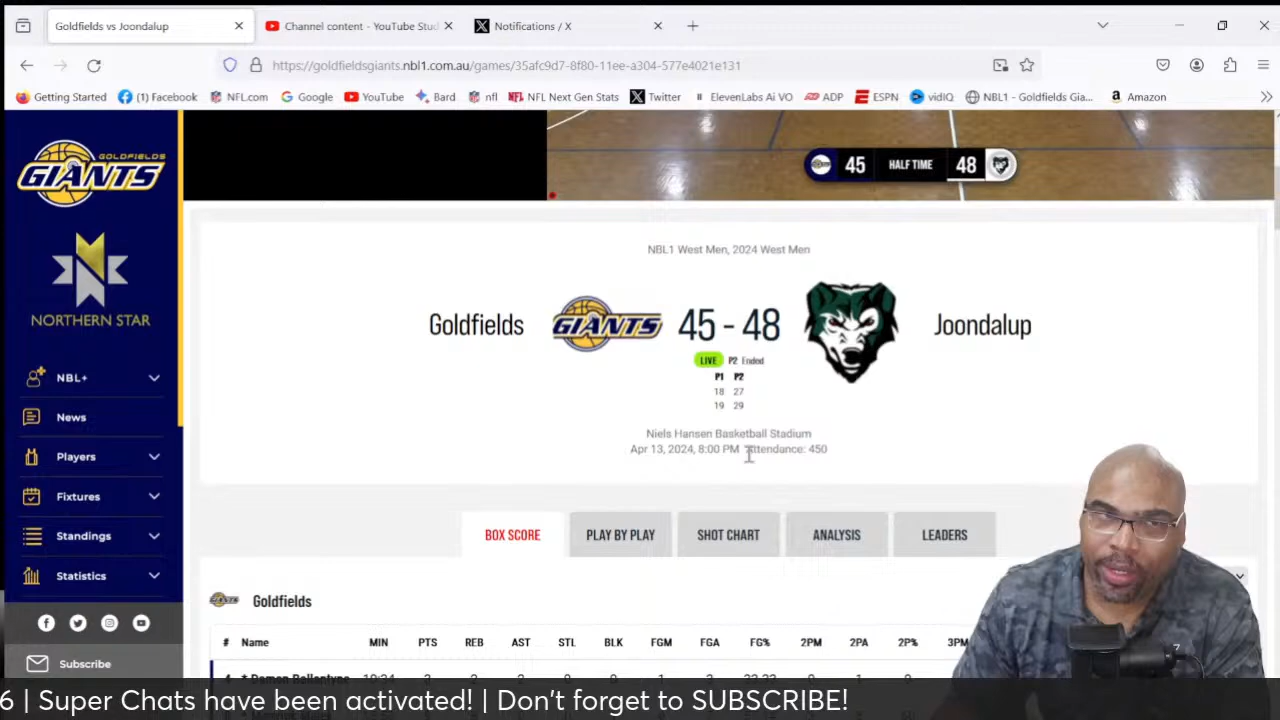 Goldfields vs Joondalup
Channel content - YouTube Stud
Notifications / X
https://goldfieldsgiants.nbl1.com.au/games/35afc9d7-8f80-11ee-a304-577e4021e131
Getting Started
(1) Facebook
NFL.com
Google
YouTube
Bard
nfl
NFL Next Gen Stats
Twitter
ElevenLabs Ai VO
ADP
ESPN
vidIQ
NBL1 - Goldfields Gia...
Amazon
GOLDFIELDS
GIANTS
NORTHERN STAR
NBL+
News
Players
Fixtures
Standings
Statistics
Subscribe
45 HALF TIME 48
NBL1 West Men, 2024 West Men
Goldfields GIANTS 45 - 48 Joondalup
LIVE P2 Ended
P1 P2
18 27
19 29
Niels Hansen Basketball Stadium
Apr 13, 2024, 8:00 PM Attendance: 450
BOX SCORE
PLAY BY PLAY
SHOT CHART
ANALYSIS
LEADERS
Goldfields
# Name MIN PTS REB AST STL BLK FGM FGA FG% 2PM 2PA 2P% 3PM
6 | Super Chats have been activated! | Don't forget to SUBSCRIBE!